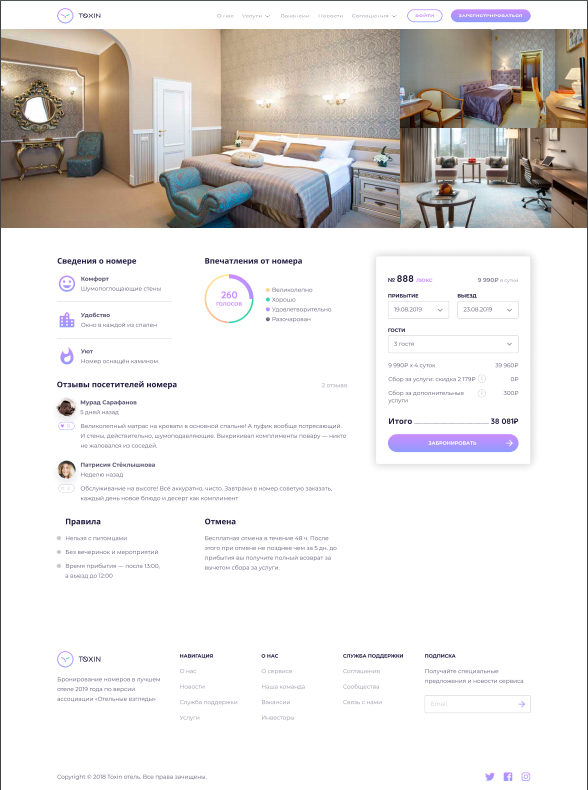 TOXIN
О нас
Услуги
Вакансии
Новости
Соглашения
ВОЙТИ
ЗАРЕГИСТРИРОВАТЬСЯ
Сведения о номере
Комфорт
Шумопоглощающие стены
Удобство
Окно в каждой из спален
Уют
Номер оснащён камином
Впечатления от номера
260
ГОЛОСОВ
Великолепно
Хорошо
Удовлетворительно
Разочарован
№ 888 ЛЮКС
9 990₽ в сутки
ПРИБЫТИЕ
ВЫЕЗД
19.08.2019
23.08.2019
ГОСТИ
3 гостя
9 990₽ х 4 суток
39 960₽
Сбор за услуги: скидка 2 179₽
0₽
Сбор за дополнительные
услуги
300₽
Итого
38 081₽
ЗАБРОНИРОВАТЬ
Отзывы посетителей номера
2 отзыва
Мурад Сарафанов
5 дней назад
Великолепный матрас на кровати в основной спальне! А пуфик вообще потрясающий.
И стены, действительно, шумоподавляющие. Выкрикивал комплименты повару — никто
не жаловался из соседей.
Патрисия Стёклышкова
Неделю назад
Обслуживание на высоте! Всё аккуратно, чисто. Завтраки в номер советую заказать,
каждый день новое блюдо и десерт как комплимент
Правила
Нельзя с питомцами
Без вечеринок и мероприятий
Время прибытия — после 13:00,
а выезд до 12:00
Отмена
Бесплатная отмена в течение 48 ч. После
этого при отмене не позднее чем за 5 дн. до
прибытия вы получите полный возврат за
вычетом сбора за услуги.
TOXIN
Бронирование номеров в лучшем
отеле 2019 года по версии
ассоциации «Отельные взгляды»
НАВИГАЦИЯ
О нас
Новости
Служба поддержки
Услуги
О НАС
О сервисе
Наша команда
Вакансии
Инвесторы
СЛУЖБА ПОДДЕРЖКИ
Соглашения
Сообщества
Связь с нами
ПОДПИСКА
Получайте специальные
предложения и новости сервиса
Email
Copyright © 2018 Toxin отель. Все права зачищены.